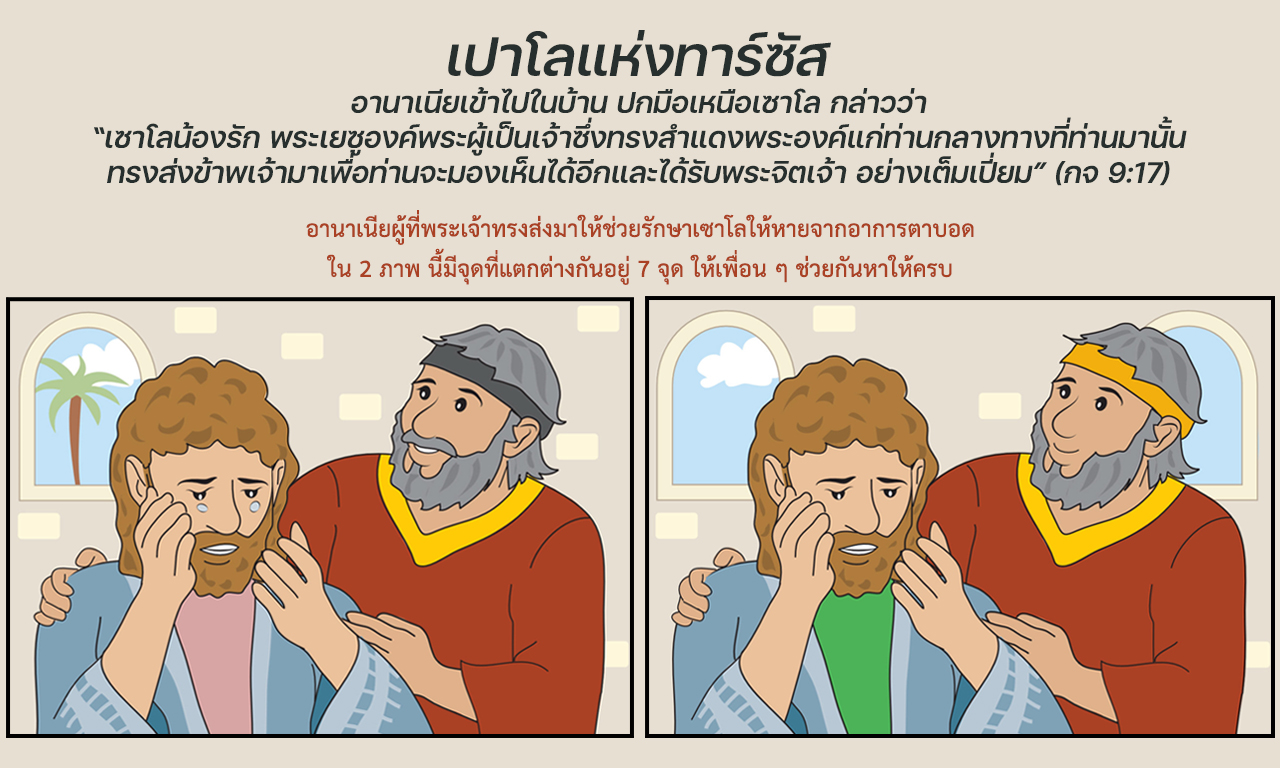 เปาโลแห่งทาร์ซัส
อานาเนียเข้าไปในบ้าน ปกมือเหนือเซาโล กล่าวว่า
“เซาโลน้องรัก พระเยซูองค์พระผู้เป็นเจ้าซึ่งทรงสำแดงพระองค์แก่ท่านกลางทางที่ท่านมานั้น
ทรงส่งข้าพเจ้ามาเพื่อท่านจะมองเห็นได้อีกและได้รับพระจิตเจ้า อย่างเต็มเปี่ยม” (กจ 9:17)
อานาเนียผู้ที่พระเจ้าทรงส่งมาให้ช่วยรักษาเซาโลให้หายจากอาการตาบอด
ใน 2 ภาพ นี้มีจุดที่แตกต่างกันอยู่ 7 จุด ให้เพื่อน ๆ ช่วยกันหาให้ครบ